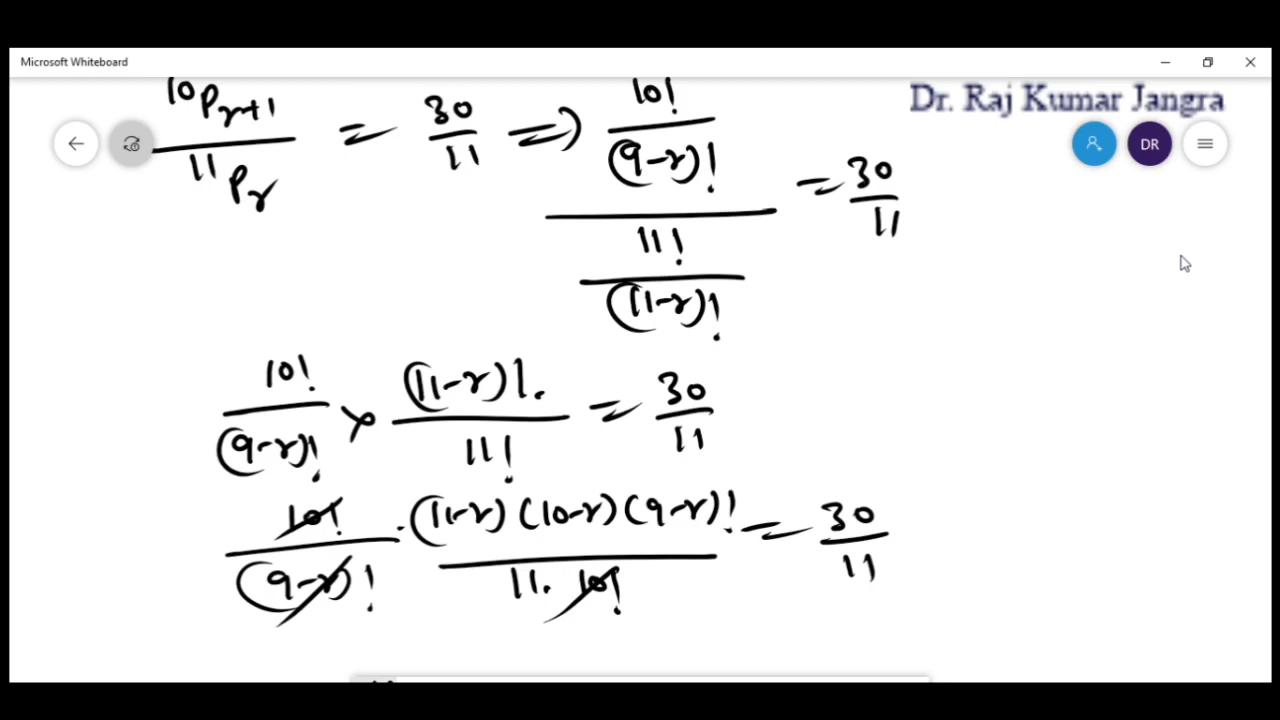 Microsoft Whiteboard
Dr. Raj Kumar Jangra
DR
¹⁰P_{r+1} / ¹¹P_r = 30/11 => (10! / (9-r)!) / (11! / (11-r)!) = 30/11
10! / (9-r)! × (11-r)! / 11! = 30/11
10! / (9-r)! · (11-r) (10-r) (9-r)! / 11. 10! = 30/11